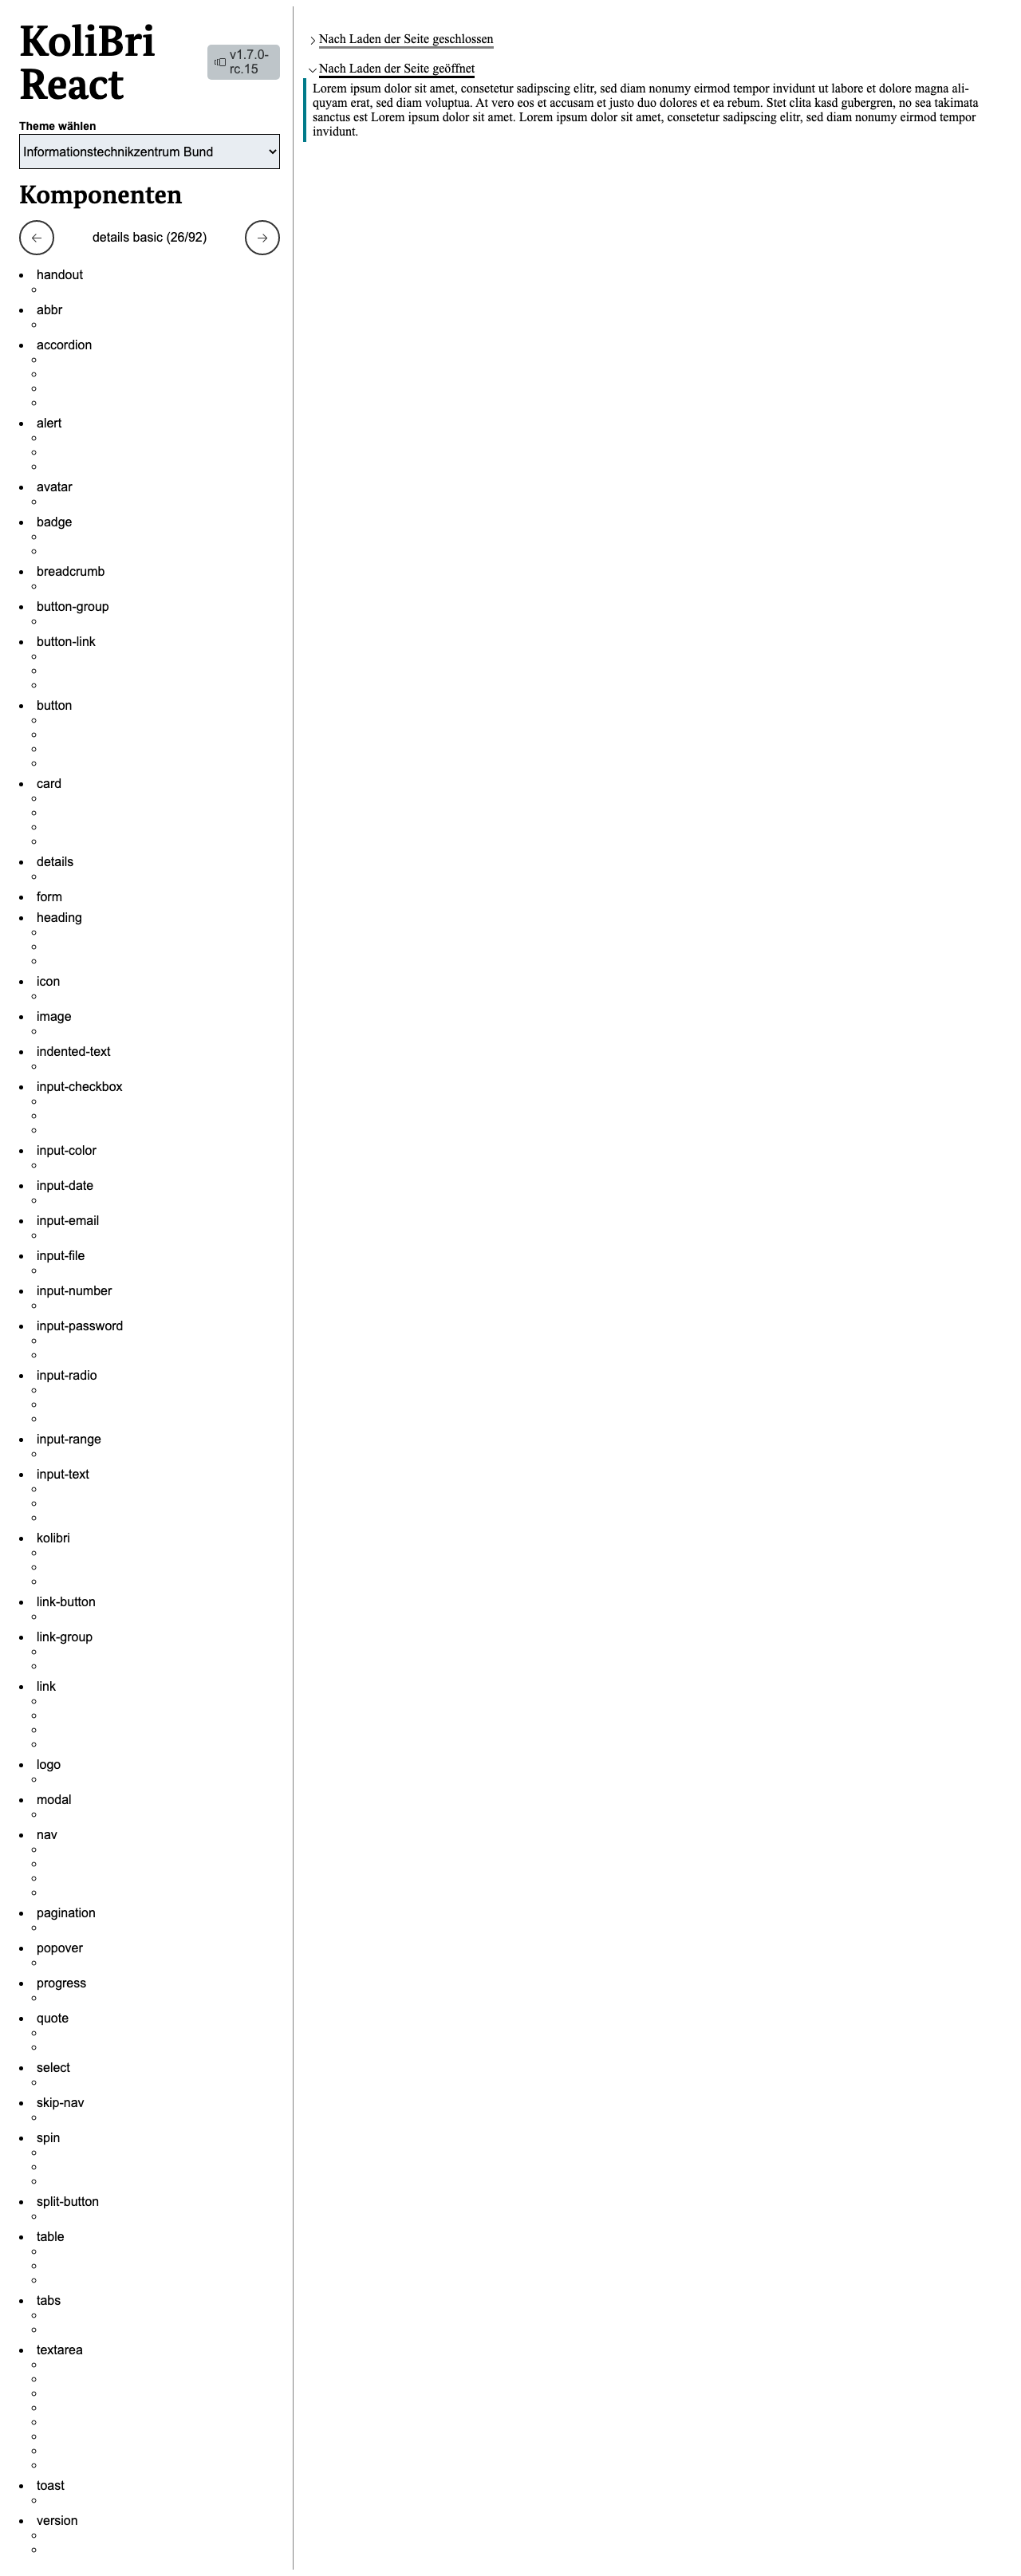 KoliBri
React
v1.7.0-
rc.15
Theme wählen
Informationstechnikzentrum Bund
Komponenten
details basic (26/92)
handout
abbr
accordion
alert
avatar
badge
breadcrumb
button-group
button-link
button
card
details
form
heading
icon
image
indented-text
input-checkbox
input-color
input-date
input-email
input-file
input-number
input-password
input-radio
input-range
input-text
kolibri
link-button
link-group
link
logo
modal
nav
pagination
popover
progress
quote
select
skip-nav
spin
split-button
table
tabs
textarea
toast
version
Nach Laden der Seite geschlossen
Nach Laden der Seite geöffnet
Lorem ipsum dolor sit amet, consetetur sadipscing elitr, sed diam nonumy eirmod tempor invidunt ut labore et dolore magna ali-
quyam erat, sed diam voluptua. At vero eos et accusam et justo duo dolores et ea rebum. Stet clita kasd gubergren, no sea takimata
sanctus est Lorem ipsum dolor sit amet. Lorem ipsum dolor sit amet, consetetur sadipscing elitr, sed diam nonumy eirmod tempor
invidunt.